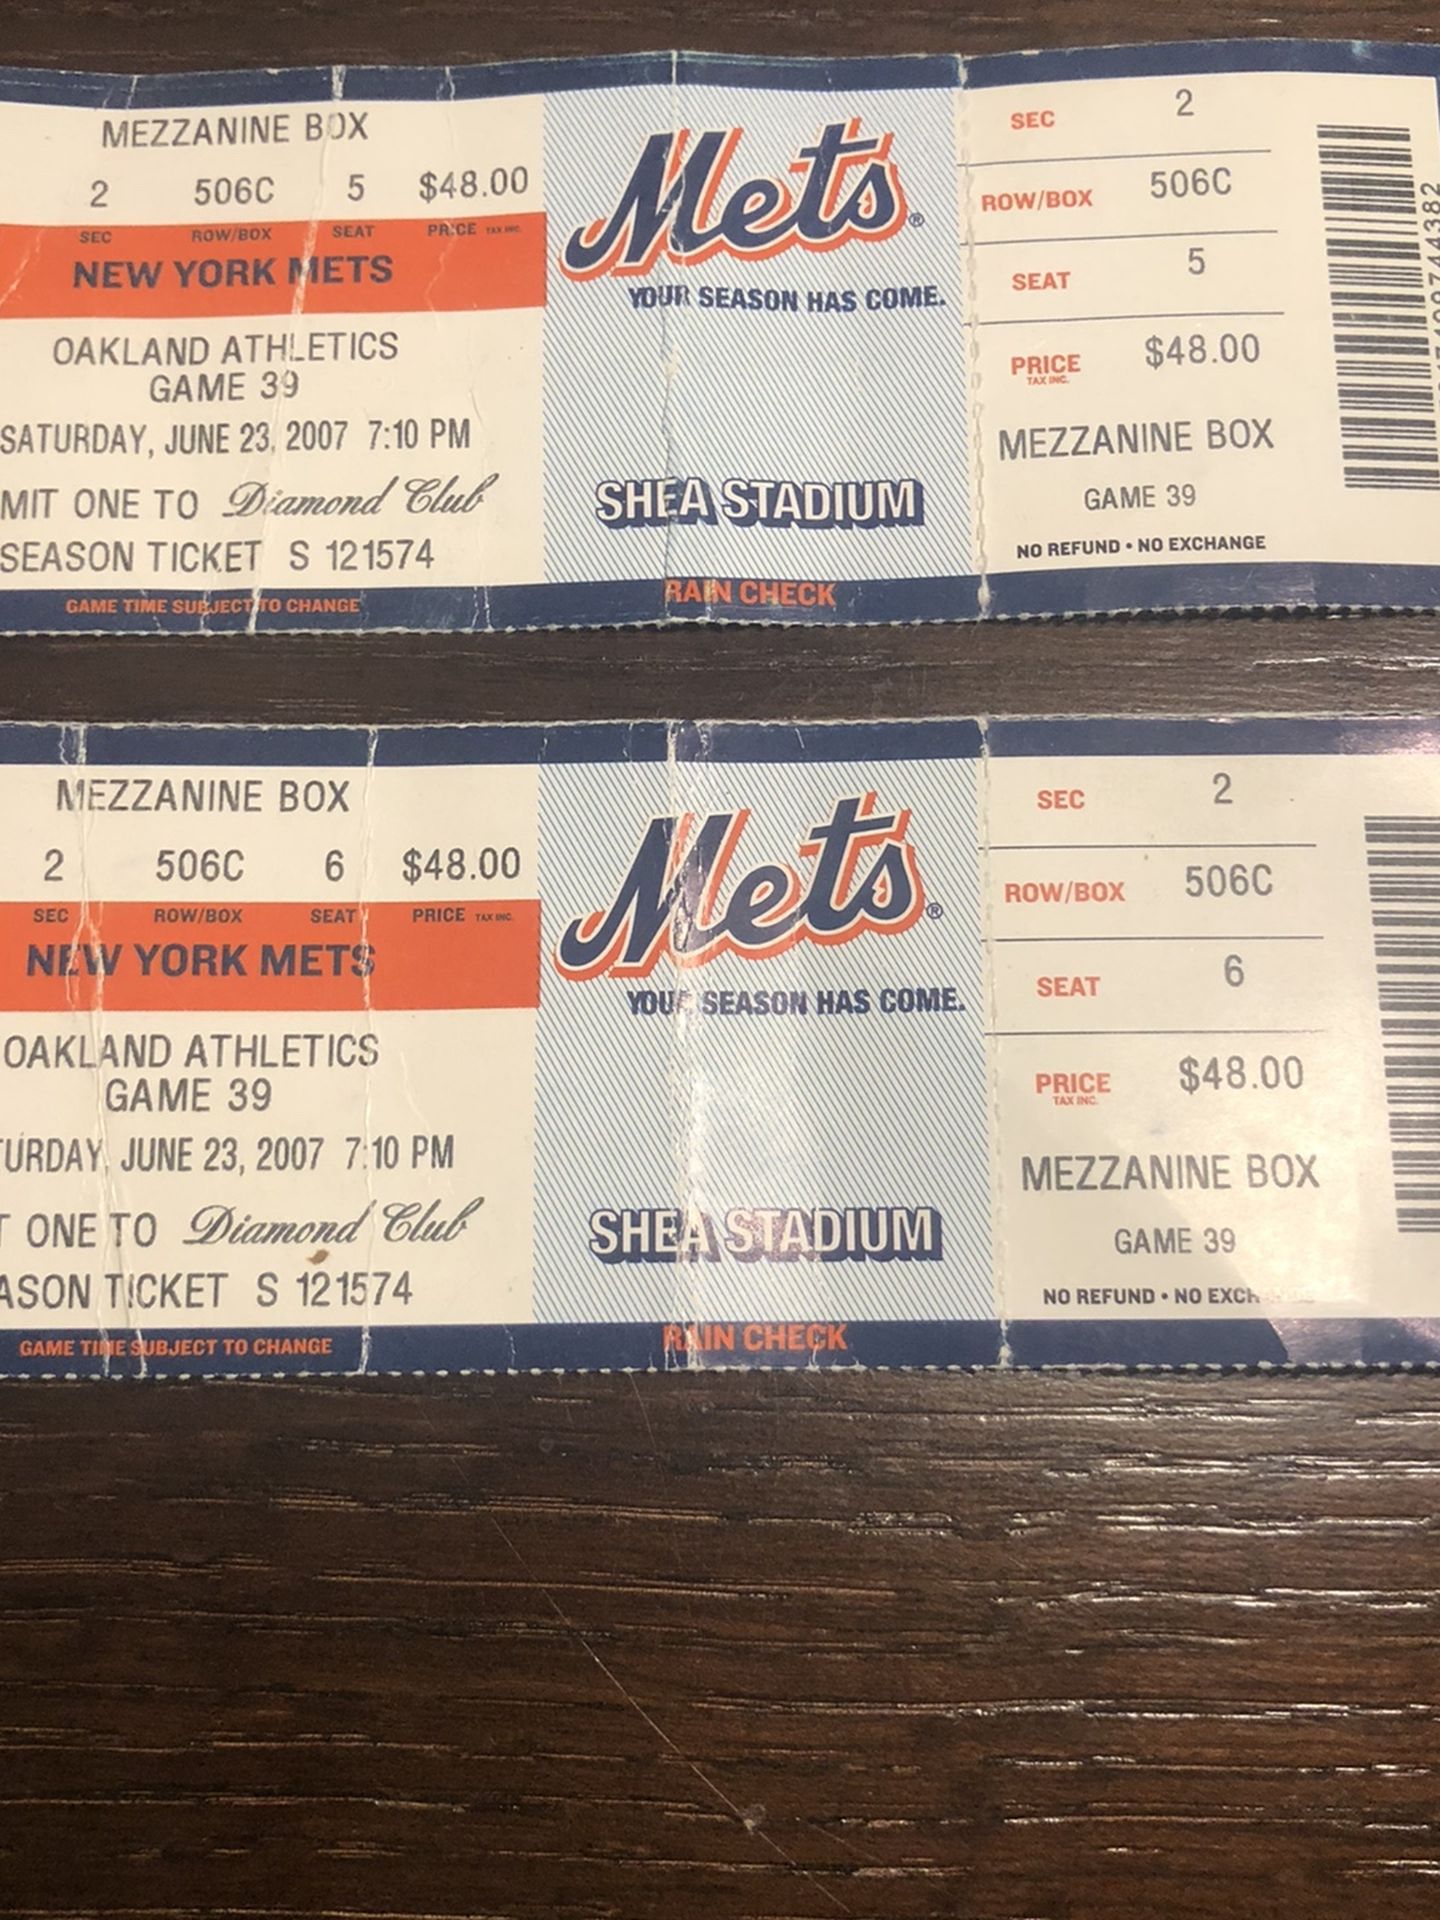 MEZZANINE BOX
2 506C 5 $48.00
SEC ROW/BOX SEAT PRICE TAX INC.
NEW YORK METS
OAKLAND ATHLETICS
GAME 39
SATURDAY, JUNE 23, 2007 7:10 PM
MIT ONE TO Diamond Club
SEASON TICKET S 121574
GAME TIME SUBJECT TO CHANGE
Mets®
YOUR SEASON HAS COME.
SHEA STADIUM
RAIN CHECK
SEC 2
ROW/BOX 506C
SEAT 5
PRICE $48.00
TAX INC.
MEZZANINE BOX
GAME 39
NO REFUND • NO EXCHANGE
MEZZANINE BOX
2 506C 6 $48.00
SEC ROW/BOX SEAT PRICE TAX INC.
NEW YORK METS
OAKLAND ATHLETICS
GAME 39
TURDAY, JUNE 23, 2007 7:10 PM
T ONE TO Diamond Club
ASON TICKET S 121574
GAME TIME SUBJECT TO CHANGE
Mets®
YOUR SEASON HAS COME.
SHEA STADIUM
RAIN CHECK
SEC 2
ROW/BOX 506C
SEAT 6
PRICE $48.00
TAX INC.
MEZZANINE BOX
GAME 39
NO REFUND • NO EXCHANGE